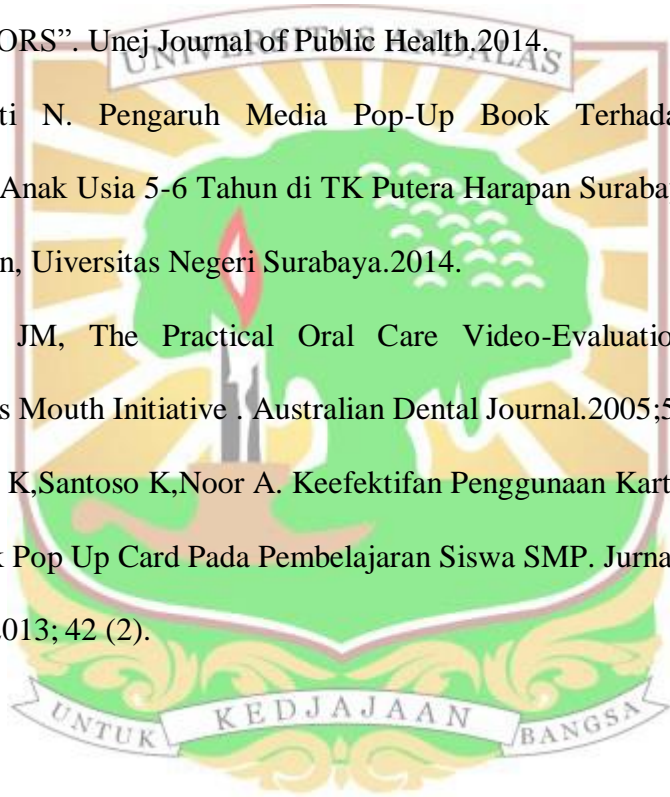 ORS”. Unej Journal of Public Health.2014.
UNIVERSITAS ANDALAS
ti N. Pengaruh Media Pop-Up Book Terhada
Anak Usia 5-6 Tahun di TK Putera Harapan Suraba
n, Uiversitas Negeri Surabaya.2014.
JM, The Practical Oral Care Video-Evaluatio
s Mouth Initiative . Australian Dental Journal.2005;5
K,Santoso K,Noor A. Keefektifan Penggunaan Kart
k Pop Up Card Pada Pembelajaran Siswa SMP. Jurna
2013; 42 (2).
UNTUK KEDJAJAAN BANGSA